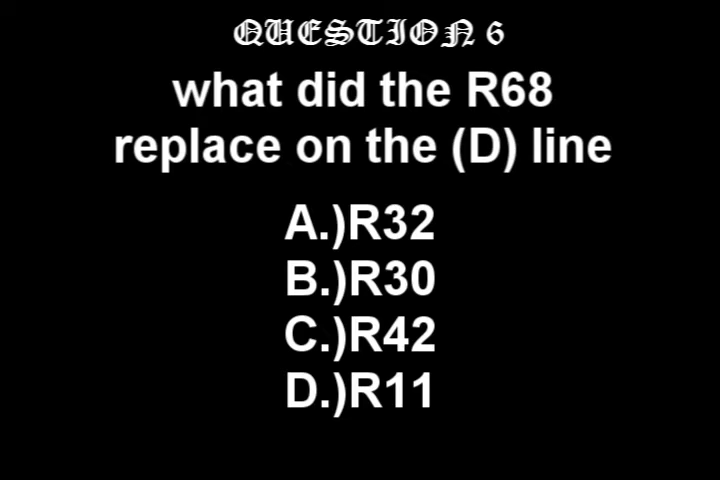 QUESTION 6
what did the R68
replace on the (D) line
A.)R32
B.)R30
C.)R42
D.)R11